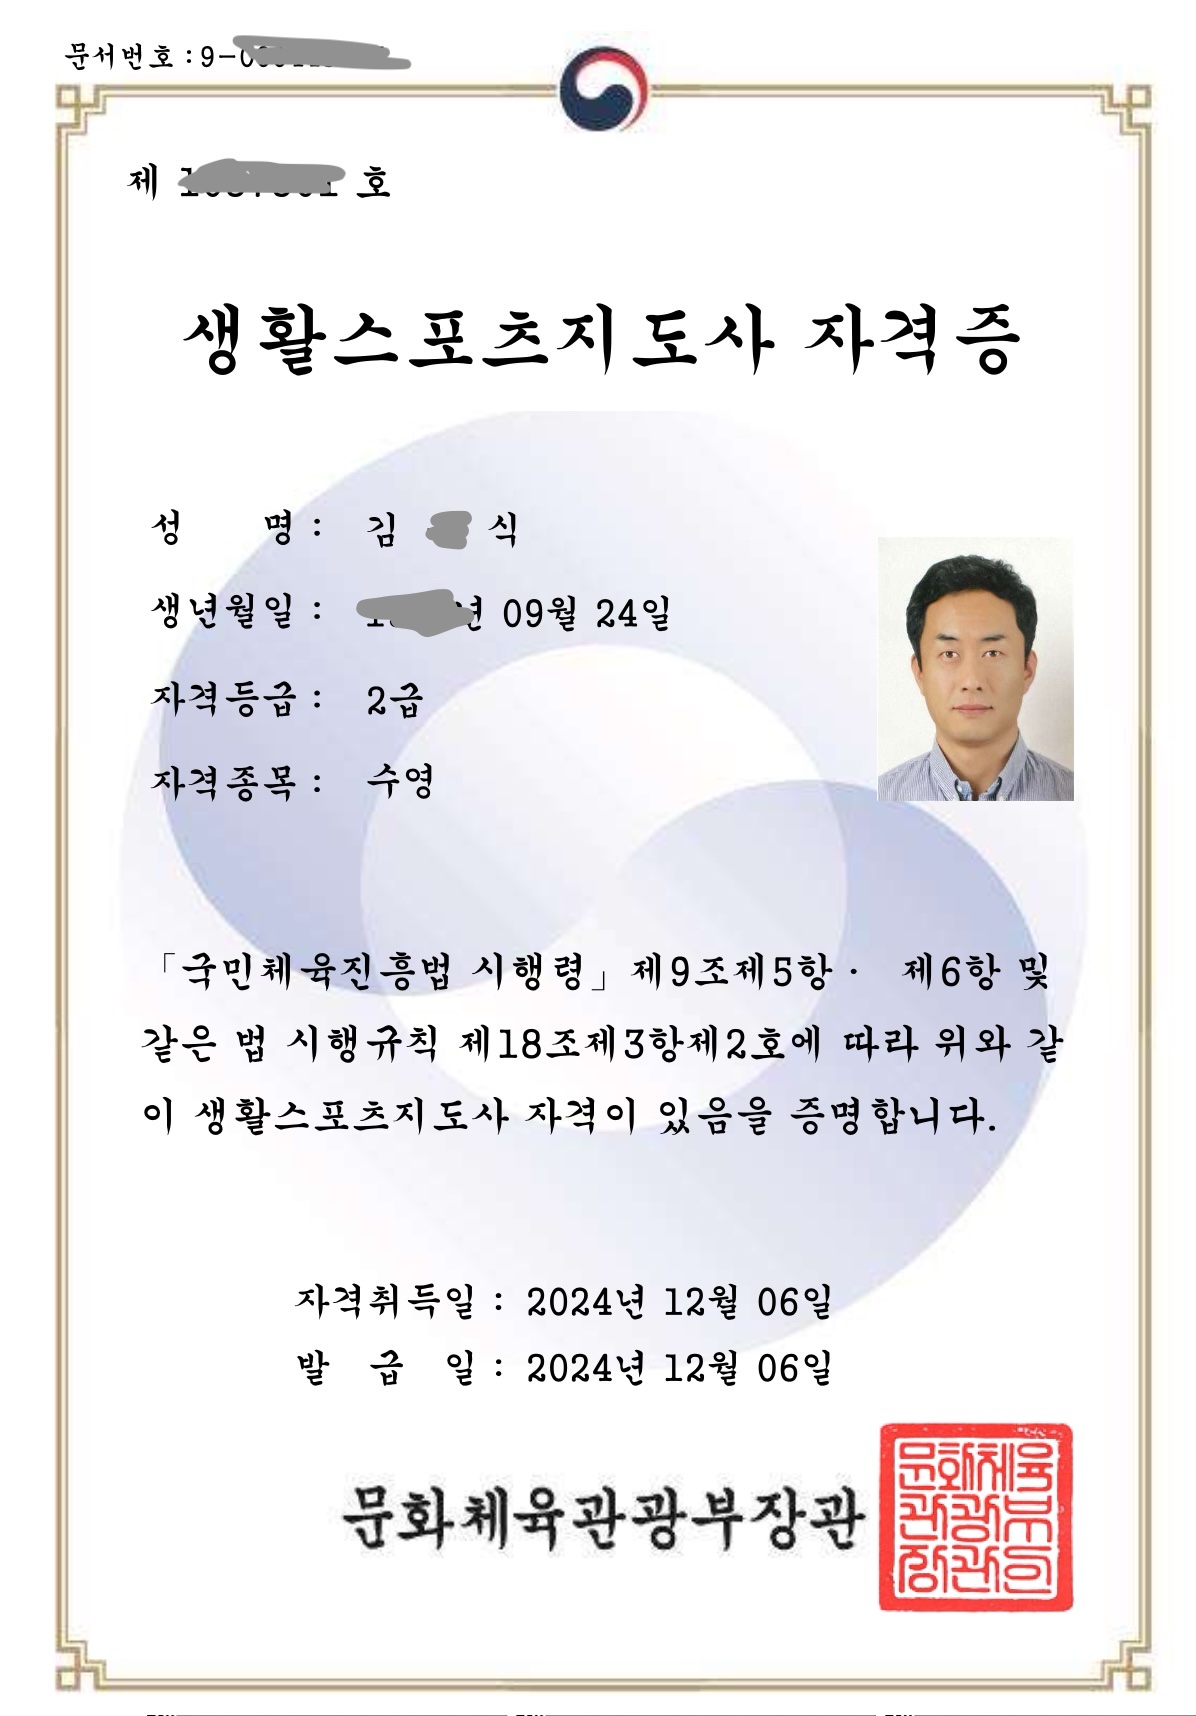 문서번호 : 9-
제 호
생활스포츠지도사 자격증
성 명 : 김 식
생년월일 : 년 09월 24일
자격등급 : 2급
자격종목 : 수영
「국민체육진흥법 시행령」제9조제5항 · 제6항 및
같은 법 시행규칙 제18조제3항제2호에 따라 위와 같
이 생활스포츠지도사 자격이 있음을 증명합니다.
자격취득일 : 2024년 12월 06일
발 급 일 : 2024년 12월 06일
문화체육관광부장관
문화체육
관광부
장관의